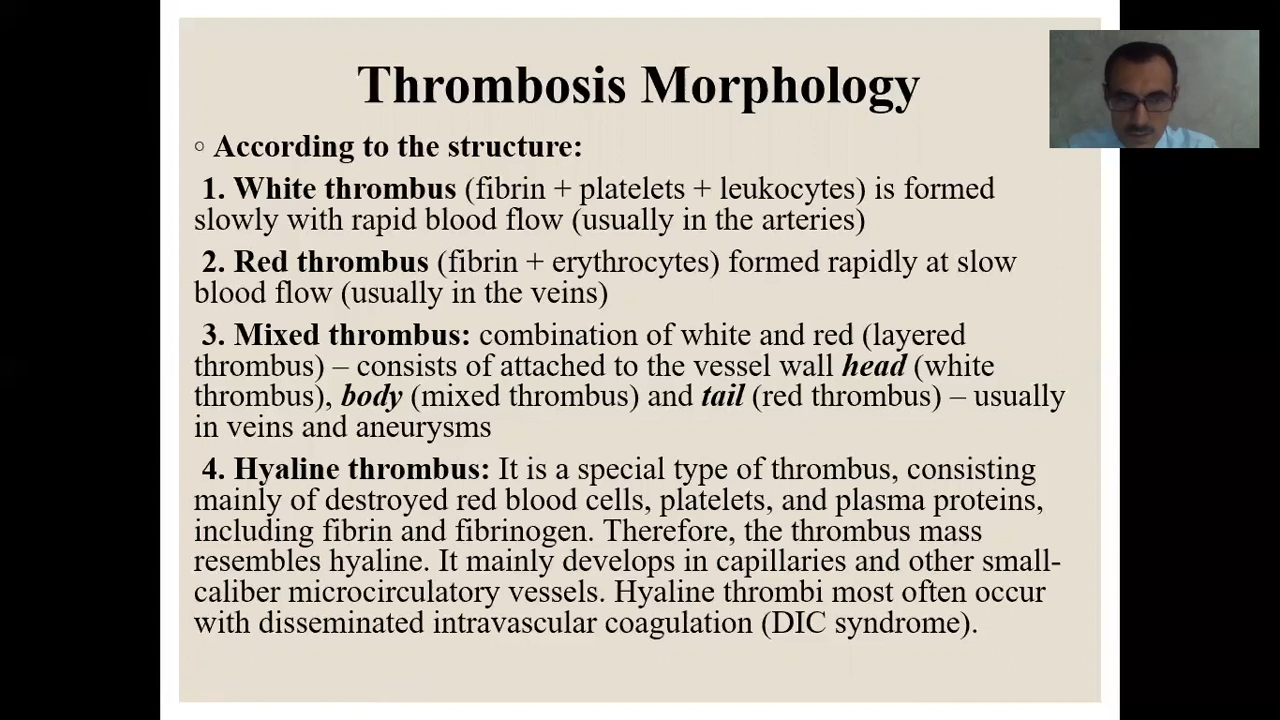 Thrombosis Morphology
◦ According to the structure:
1. White thrombus (fibrin + platelets + leukocytes) is formed
slowly with rapid blood flow (usually in the arteries)
2. Red thrombus (fibrin + erythrocytes) formed rapidly at slow
blood flow (usually in the veins)
3. Mixed thrombus: combination of white and red (layered
thrombus) – consists of attached to the vessel wall head (white
thrombus), body (mixed thrombus) and tail (red thrombus) – usually
in veins and aneurysms
4. Hyaline thrombus: It is a special type of thrombus, consisting
mainly of destroyed red blood cells, platelets, and plasma proteins,
including fibrin and fibrinogen. Therefore, the thrombus mass
resembles hyaline. It mainly develops in capillaries and other small-
caliber microcirculatory vessels. Hyaline thrombi most often occur
with disseminated intravascular coagulation (DIC syndrome).